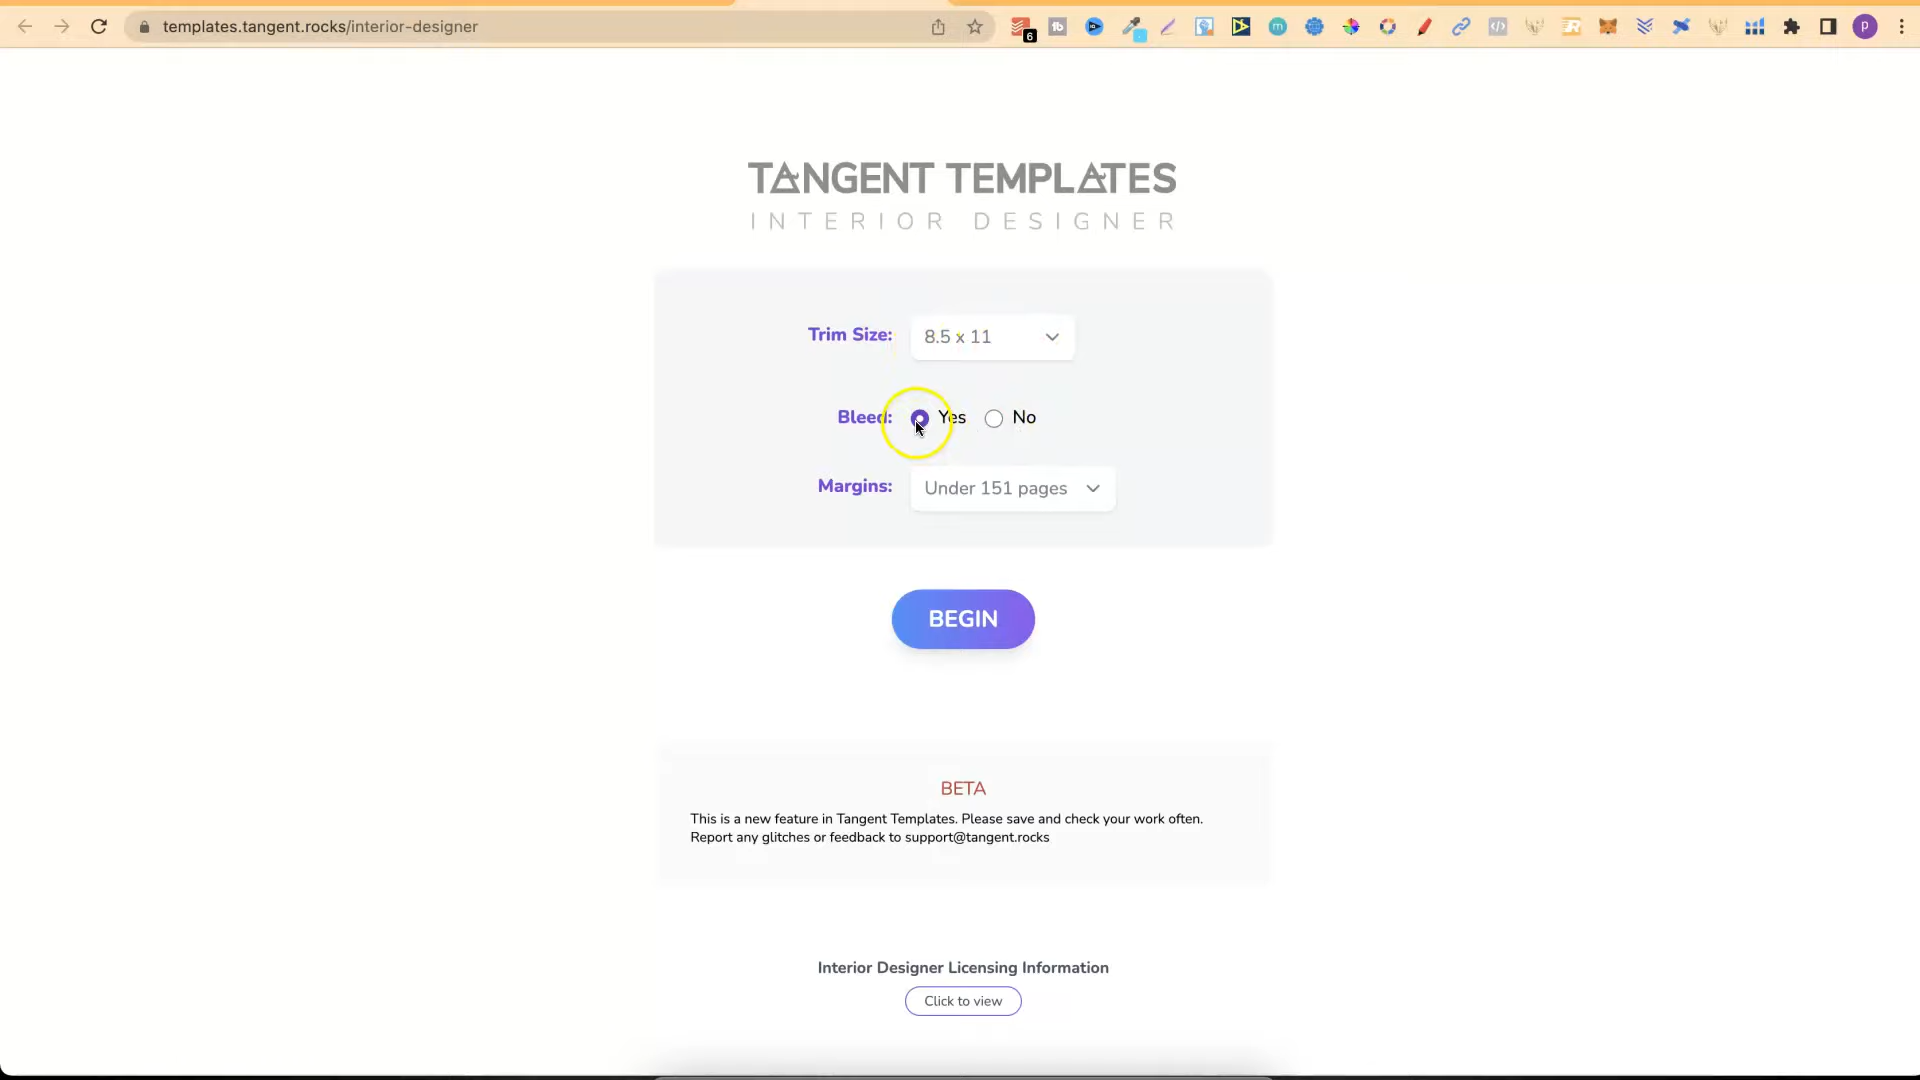 templates.tangent.rocks/interior-designer
6
P
TANGENT TEMPLATES
INTERIOR DESIGNER
Trim Size: 8.5 x 11
Bleed: Yes No
Margins: Under 151 pages
BEGIN
BETA
This is a new feature in Tangent Templates. Please save and check your work often.
Report any glitches or feedback to support@tangent.rocks
Interior Designer Licensing Information
Click to view